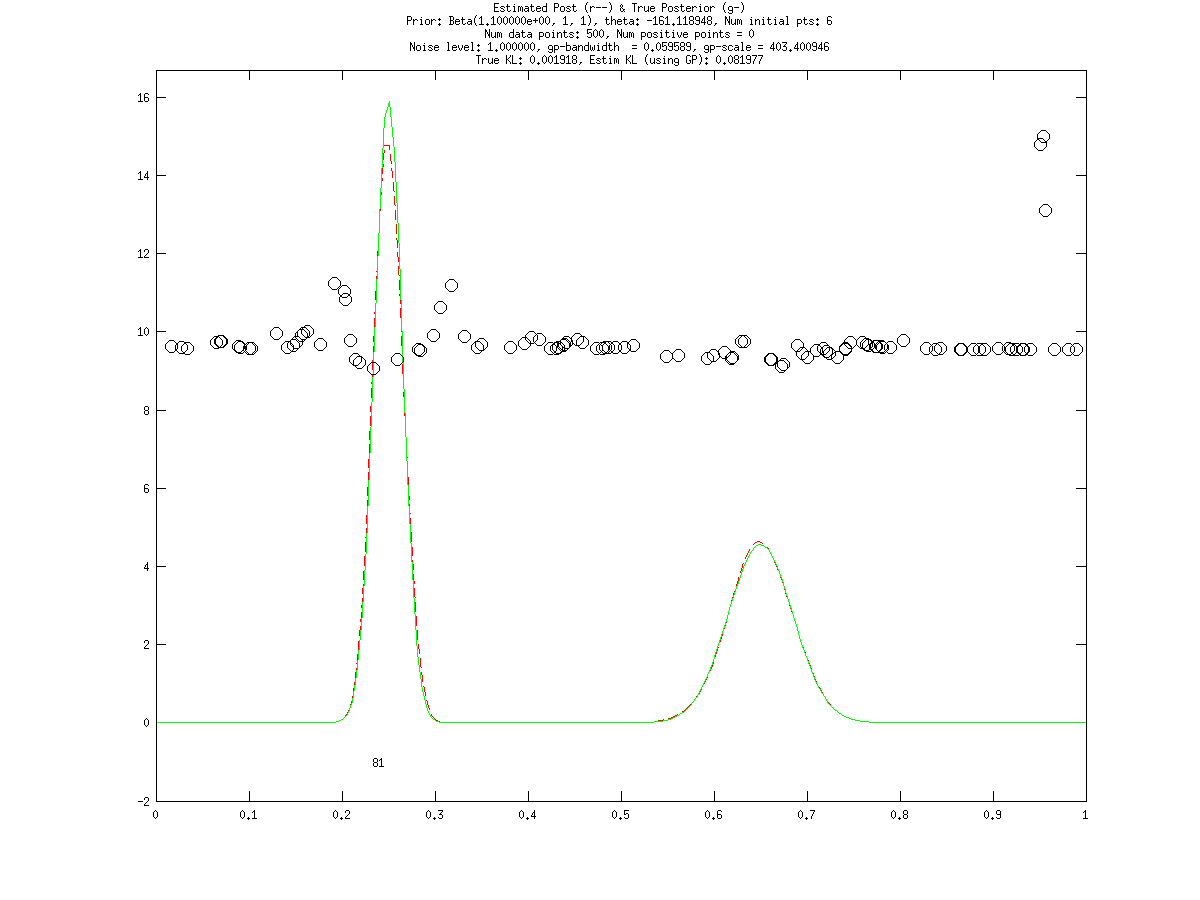 Estimated Post (r--) & True Posterior (g-)
Prior: Beta(1.100000e+00, 1, 1), theta: -161.118948, Num initial pts: 6
Num data points: 500, Num positive points = 0
Noise level: 1.000000, gp-bandwidth  = 0.059589, gp-scale = 403.400946
True KL: 0.001918, Estim KL (using GP): 0.081977
16
14
12
10
8
6
4
2
0
81
-2
0 0.1 0.2 0.3 0.4 0.5 0.6 0.7 0.8 0.9 1